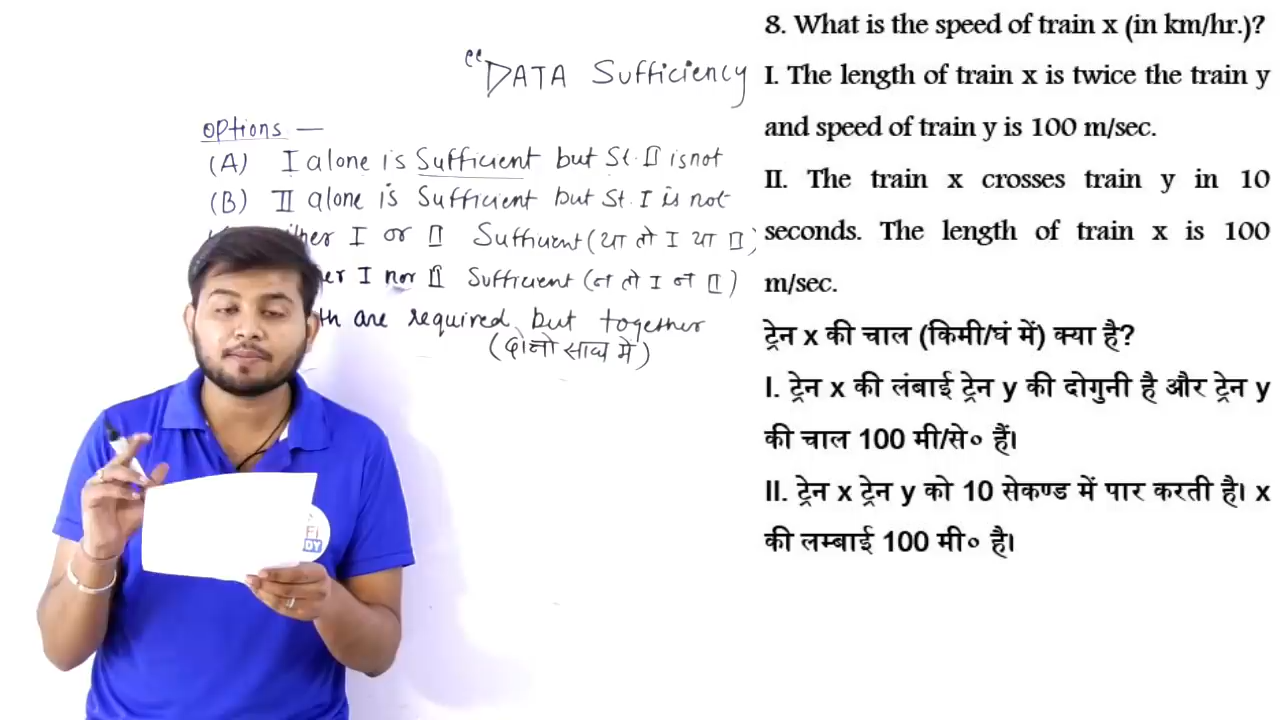 "DATA Sufficiency
options —
(A) I alone is Sufficient but St. II is not
(B) II alone is Sufficient but St. I is not
I or II Sufficient (या तो I या II)
I nor II Sufficient (न तो I न II)
are required but together
(दोनो साथ मे)
8. What is the speed of train x (in km/hr.)?
I. The length of train x is twice the train y
and speed of train y is 100 m/sec.
II. The train x crosses train y in 10
seconds. The length of train x is 100
m/sec.
ट्रेन x की चाल (किमी/घं में) क्या है?
I. ट्रेन x की लंबाई ट्रेन y की दोगुनी है और ट्रेन y
की चाल 100 मी/से० हैं।
II. ट्रेन x ट्रेन y को 10 सेकण्ड में पार करती है। x
की लम्बाई 100 मी० है।